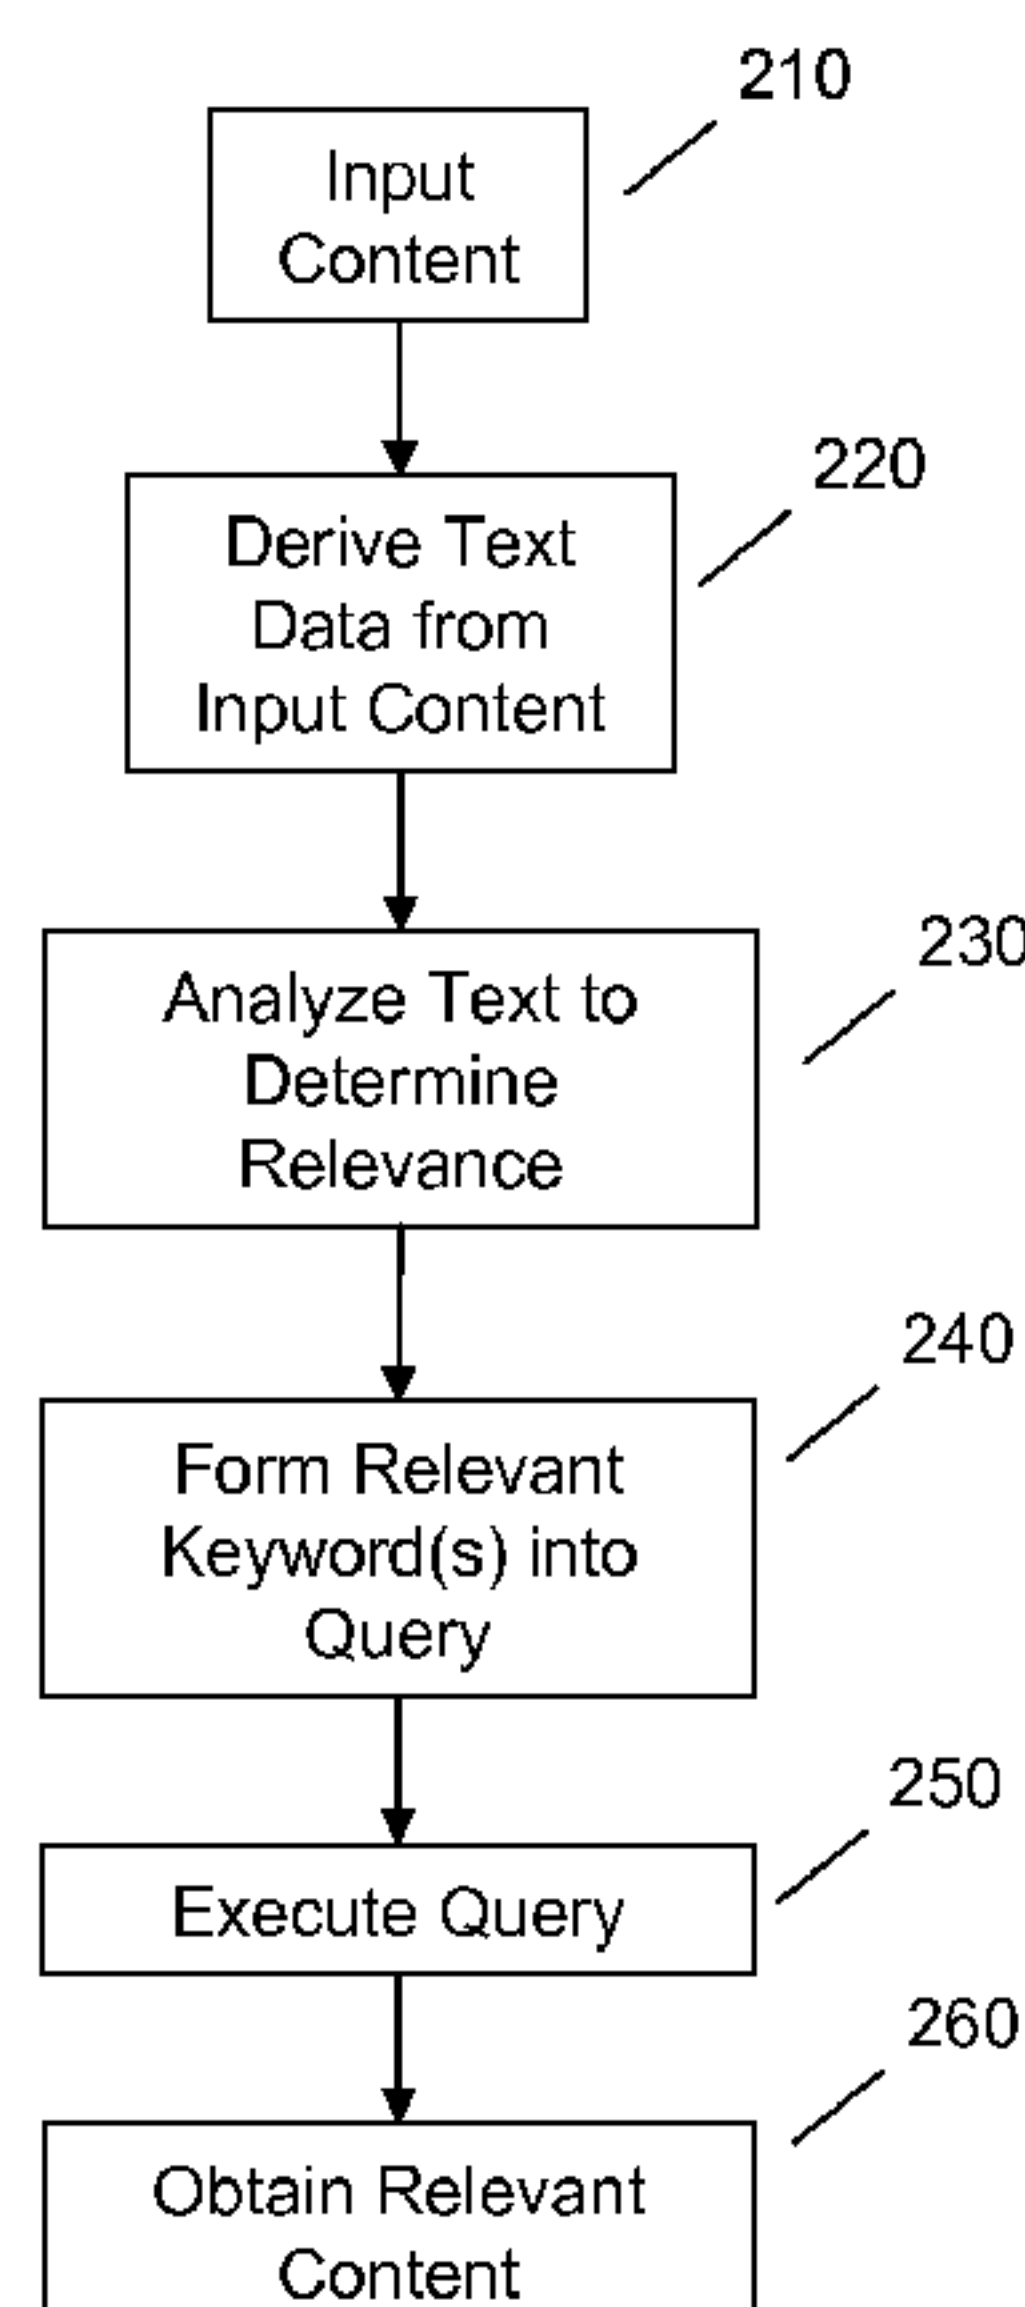 210
Input
Content
220
Derive Text
Data from
Input Content
230
Analyze Text to
Determine
Relevance
240
Form Relevant
Keyword(s) into
Query
250
Execute Query
260
Obtain Relevant
Content